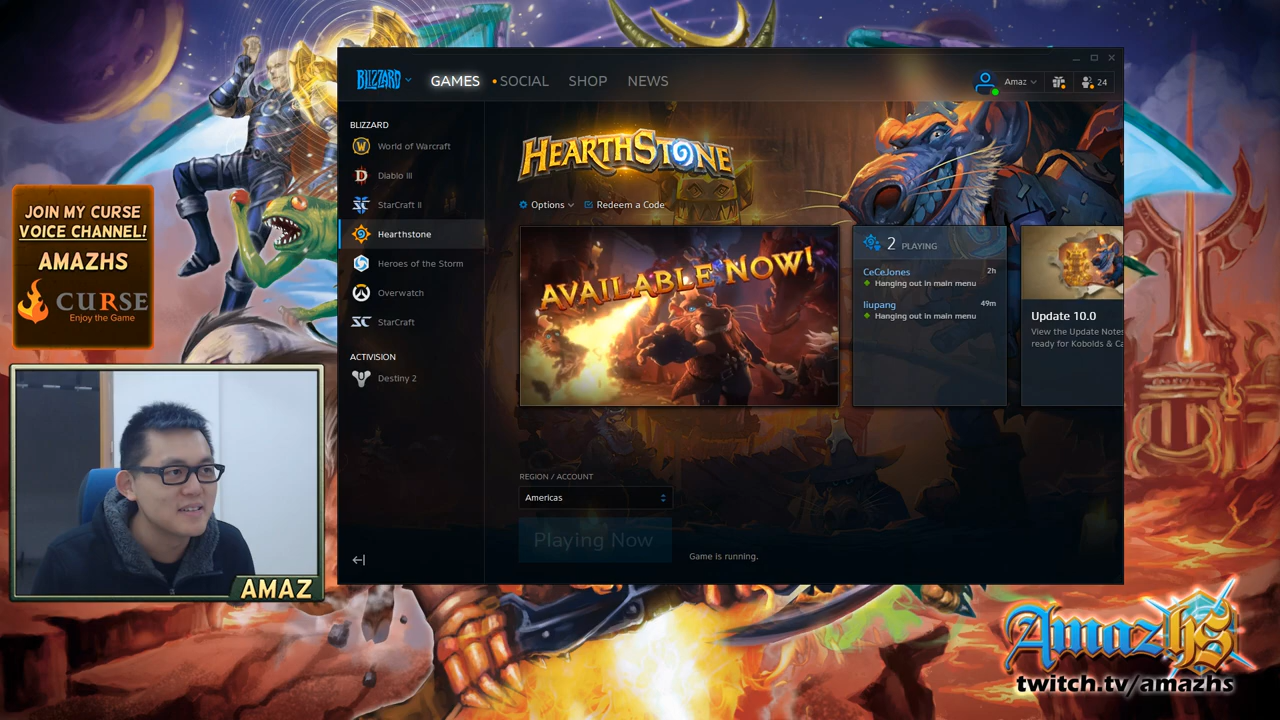 BLIZZARD
GAMES
SOCIAL
SHOP
NEWS
Amaz
24
BLIZZARD
World of Warcraft
Diablo III
StarCraft II
Hearthstone
Heroes of the Storm
Overwatch
StarCraft
ACTIVISION
Destiny 2
HEARTHSTONE
Options
Redeem a Code
AVAILABLE NOW!
2 PLAYING
CeCeJones 2h
Hanging out in main menu
liupang 49m
Hanging out in main menu
Update 10.0
View the Update Notes
ready for Kobolds & Ca
REGION / ACCOUNT
Americas
Playing Now
Game is running.
JOIN MY CURSE
VOICE CHANNEL!
AMAZHS
CURSE
Enjoy the Game
AMAZ
AmazHS
twitch.tv/amazhs